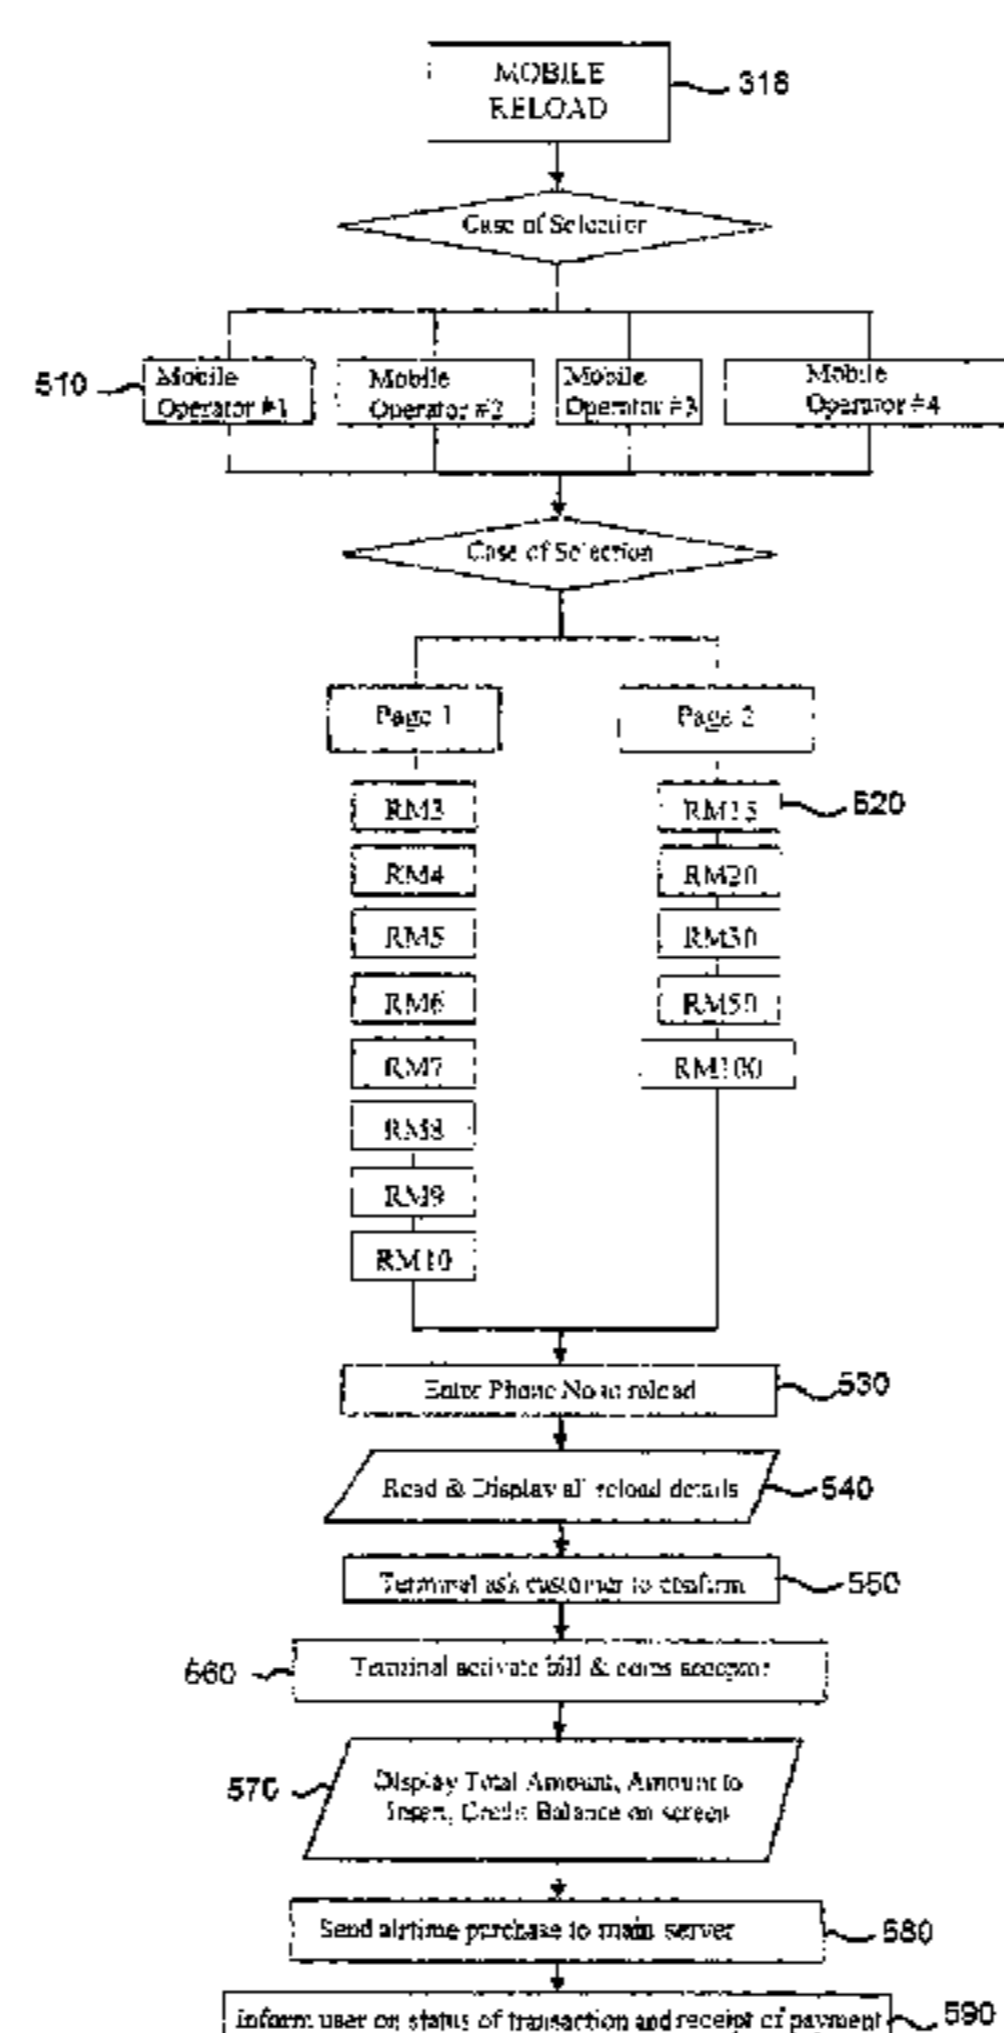 MOBILE
RELOAD
318
Case of Selection
510
Mobile
Operator #1
Mobile
Operator #2
Mobile
Operator #3
Mobile
Operator #4
Case of Selection
Page 1
Page 2
RM3
RM4
RM5
RM6
RM7
RM8
RM9
RM10
RM15
520
RM20
RM30
RM50
RM100
Enter Phone No to reload
530
Read & Display all reload details
540
Terminal ask customer to confirm
550
560
Terminal activate bill & coins acceptor
570
Display Total Amount, Amount to
Insert, Credit Balance on screen
Send airtime purchase to main server
580
Inform user on status of transaction and receipt of payment
590